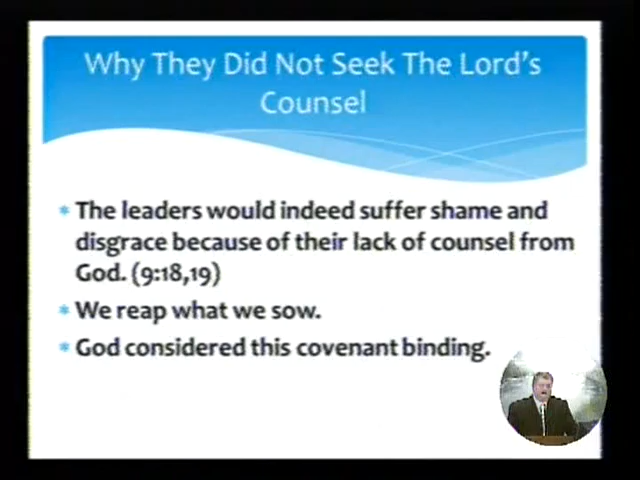 Why They Did Not Seek The Lord's
Counsel
* The leaders would indeed suffer shame and
disgrace because of their lack of counsel from
God. (9:18,19)
* We reap what we sow.
* God considered this covenant binding.